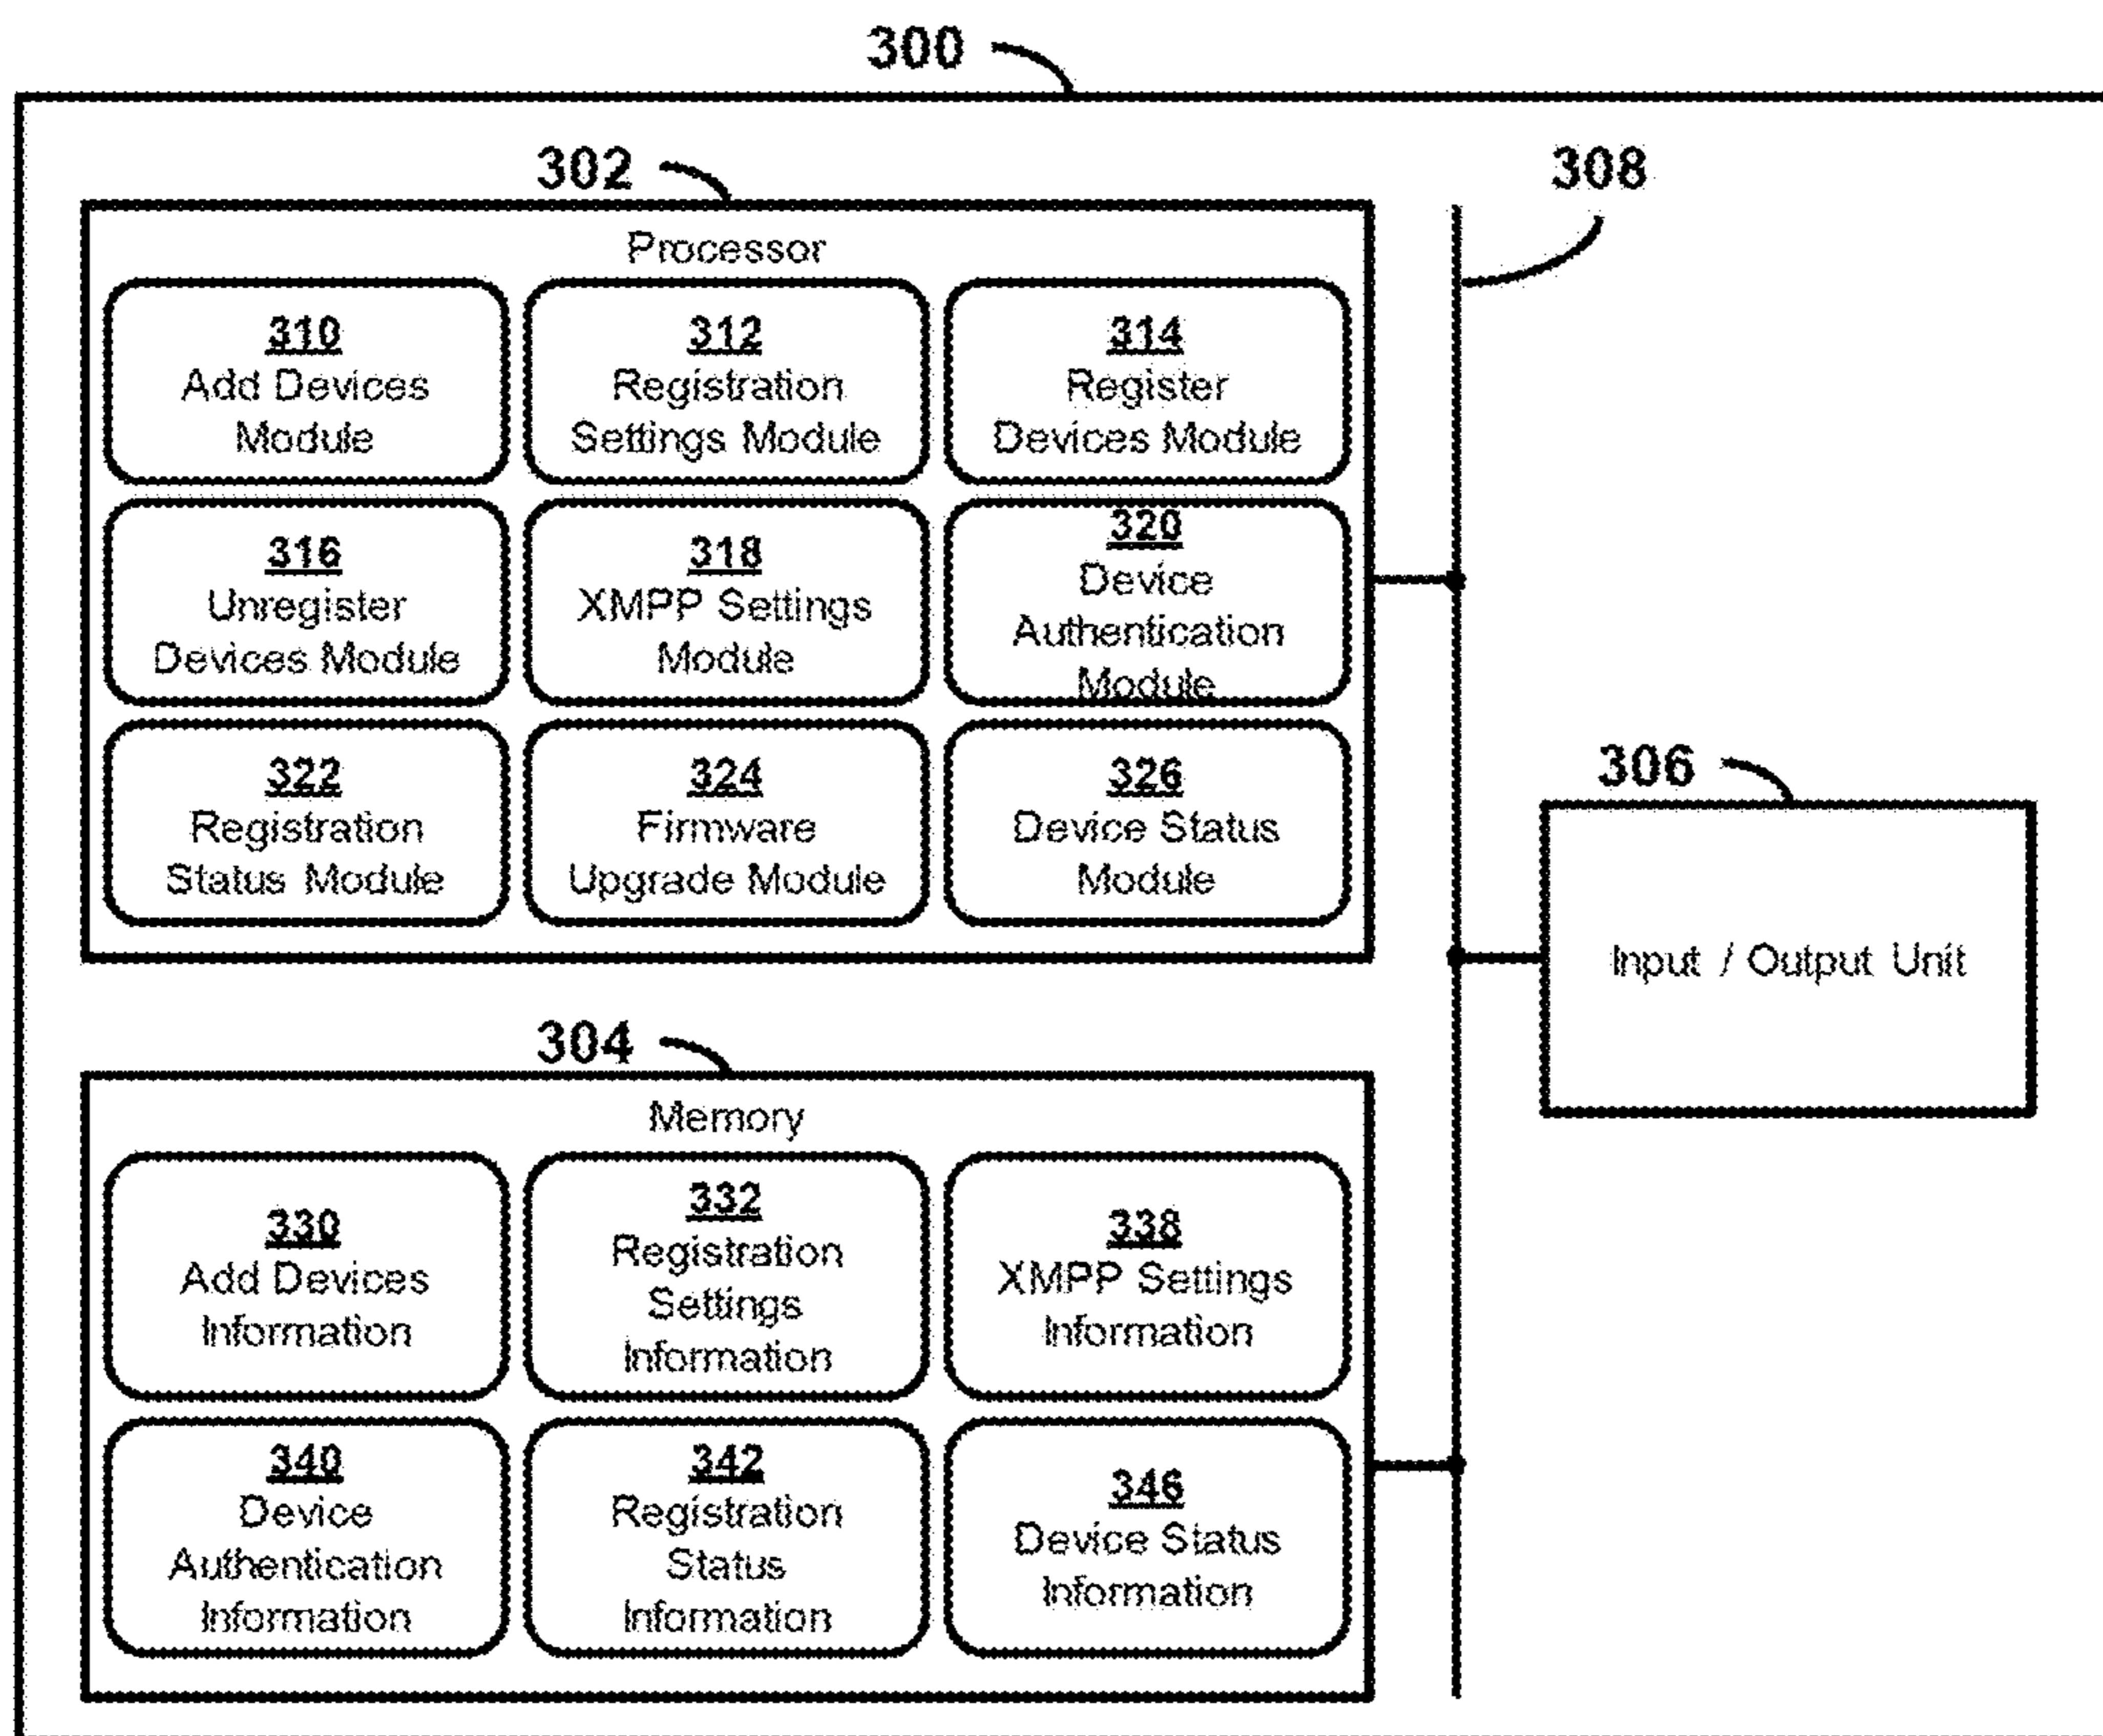 300
302
308
Processor
310
Add Devices
Module
312
Registration
Settings Module
314
Register
Devices Module
316
Unregister
Devices Module
318
XMPP Settings
Module
320
Device
Authentication
Module
322
Registration
Status Module
324
Firmware
Upgrade Module
326
Device Status
Module
306
Input / Output Unit
304
Memory
330
Add Devices
Information
332
Registration
Settings
Information
338
XMPP Settings
Information
340
Device
Authentication
Information
342
Registration
Status
Information
346
Device Status
Information